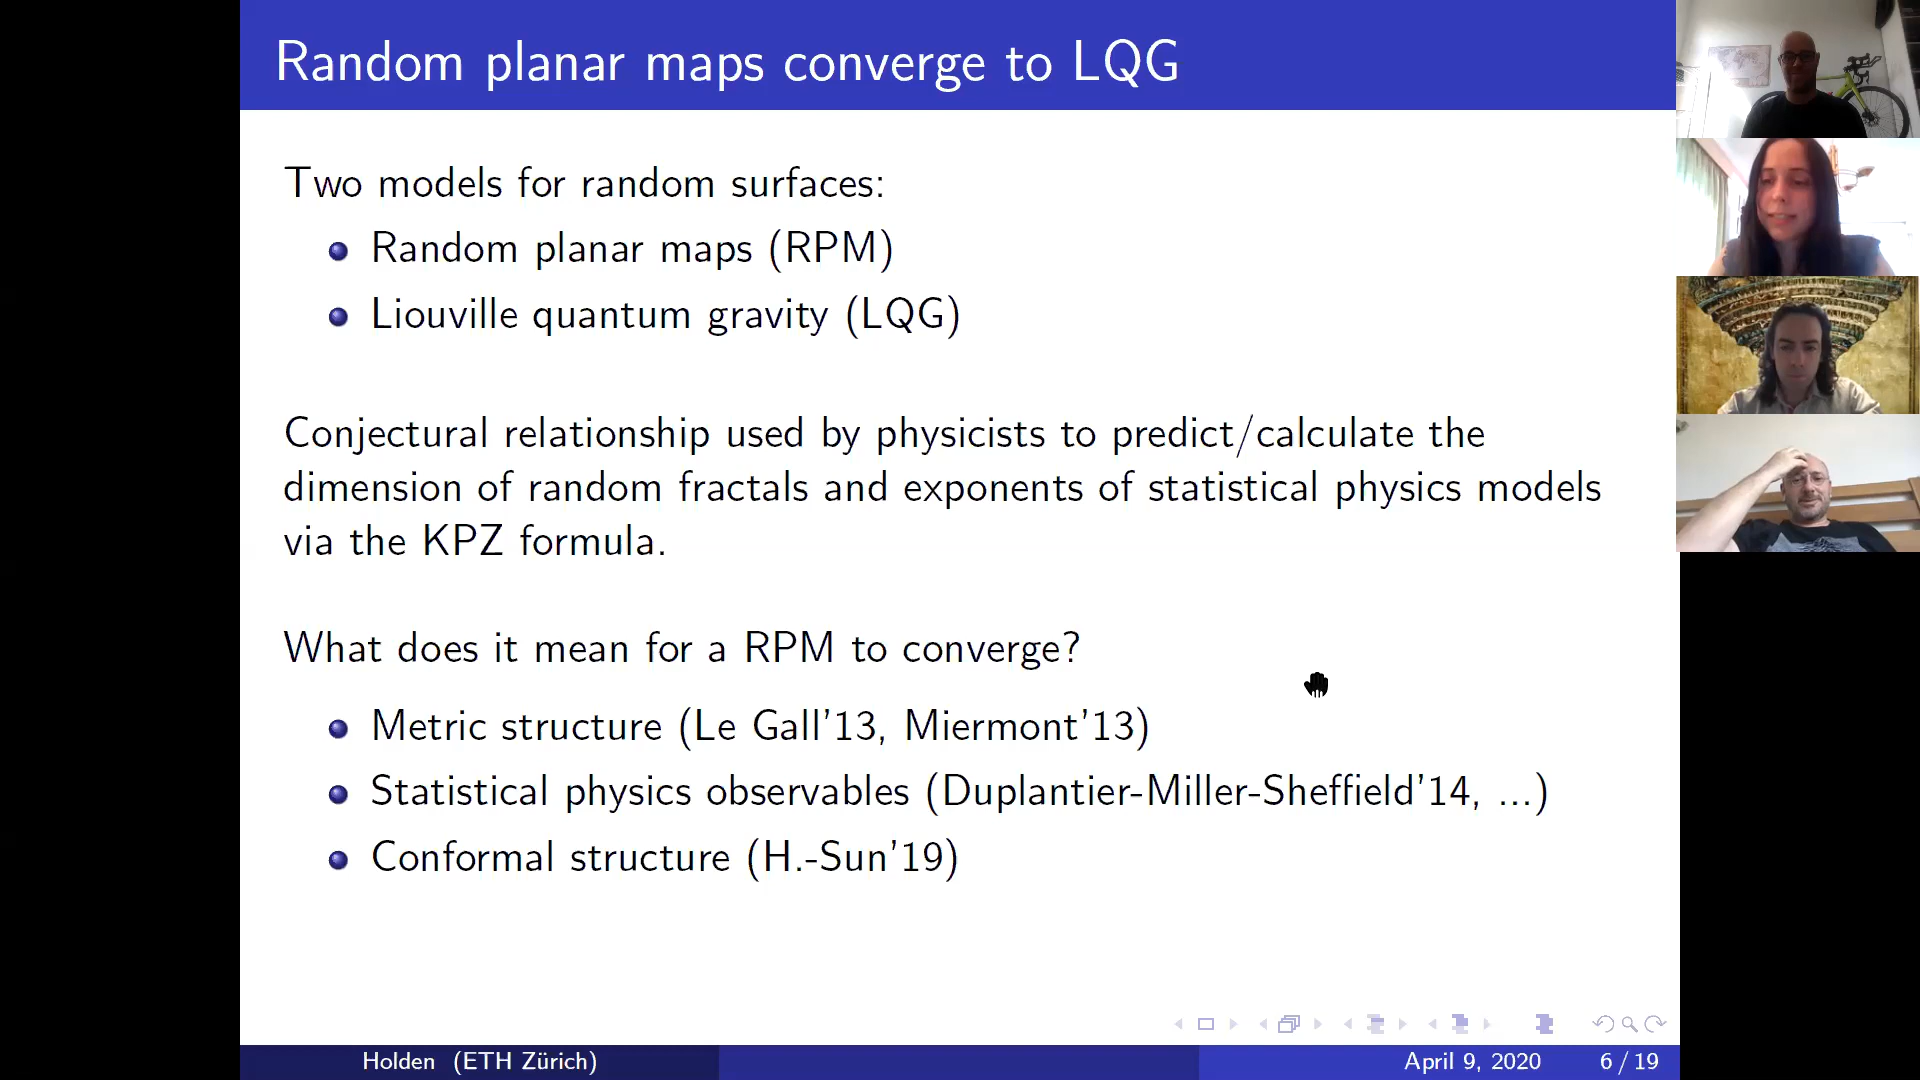 Random planar maps converge to LQG
Two models for random surfaces:
Random planar maps (RPM)
Liouville quantum gravity (LQG)
Conjectural relationship used by physicists to predict/calculate the
dimension of random fractals and exponents of statistical physics models
via the KPZ formula.
What does it mean for a RPM to converge?
Metric structure (Le Gall'13, Miermont'13)
Statistical physics observables (Duplantier-Miller-Sheffield'14, ...)
Conformal structure (H.-Sun'19)
Holden (ETH Zürich)
April 9, 2020
6 / 19